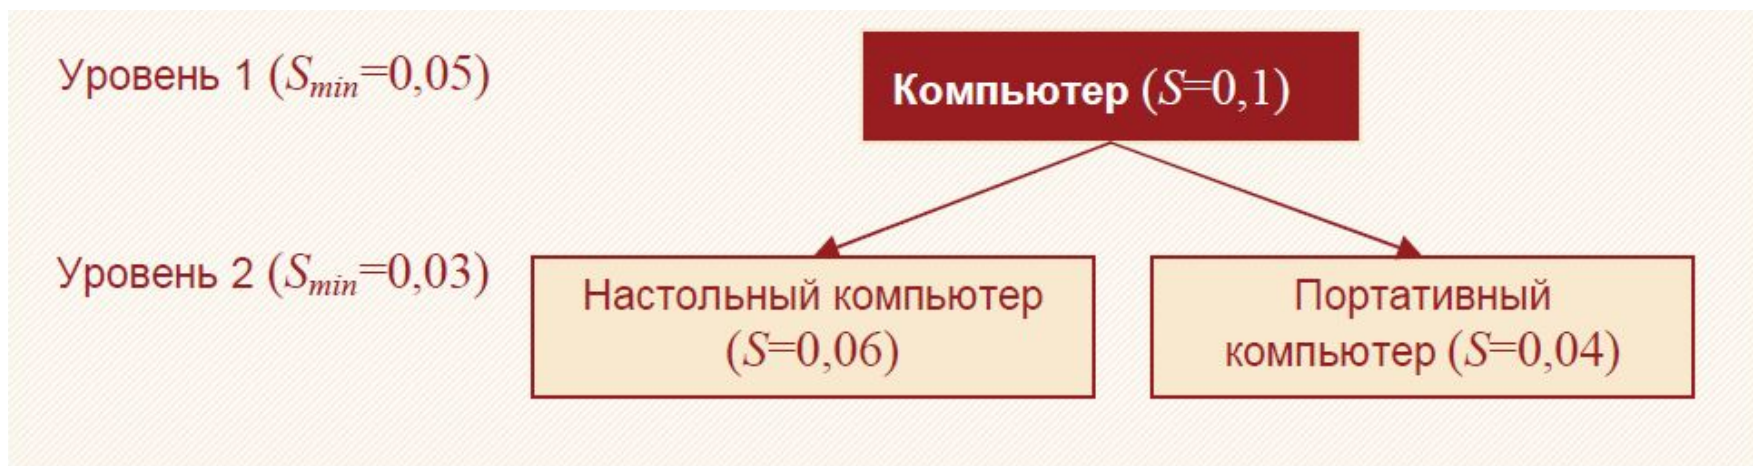 Уровень 1 (Smin=0,05)
Компьютер (S=0,1)
Уровень 2 (Smin=0,03)
Настольный компьютер
(S=0,06)
Портативный
компьютер (S=0,04)